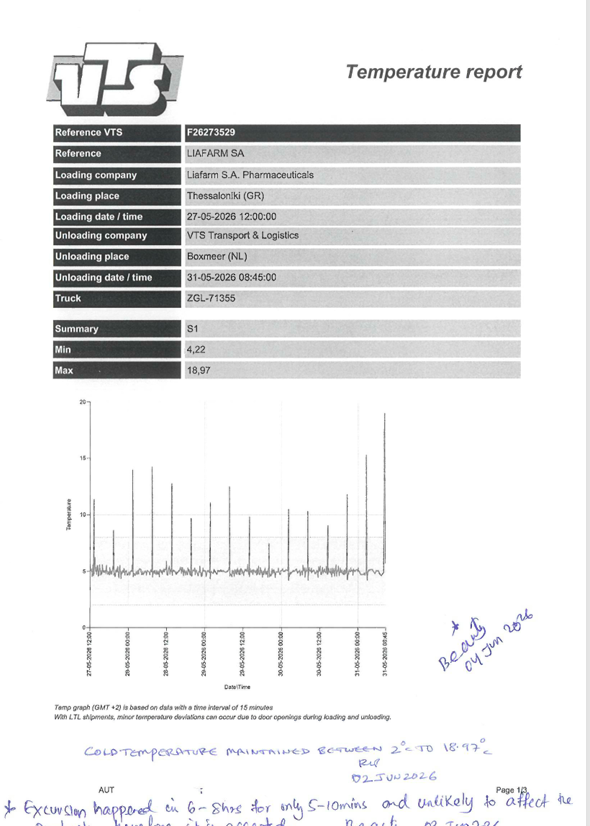 VTS
Temperature report
Reference VTS F26273529
Reference LIAFARM SA
Loading company Liafarm S.A. Pharmaceuticals
Loading place Thessaloniki (GR)
Loading date / time 27-05-2026 12:00:00
Unloading company VTS Transport & Logistics
Unloading place Boxmeer (NL)
Unloading date / time 31-05-2026 08:45:00
Truck ZGL-71355
Summary S1
Min 4,22
Max 18,97
20
15
10
5
0
Temperature
27-05-2026 12:00
28-05-2026 00:00
28-05-2026 12:00
29-05-2026 00:00
29-05-2026 12:00
30-05-2026 00:00
30-05-2026 12:00
31-05-2026 00:00
31-05-2026 08:45
Date/Time
* Beauty
04 Jun 2026
Temp graph (GMT +2) is based on data with a time interval of 15 minutes
With LTL shipments, minor temperature deviations can occur due to door openings during loading and unloading.
COLD TEMPERATURE MAINTAINED BETWEEN 2°C TO 18.97°C
02 JUN 2026
AUT
Page 1/3
* Excursion happened in 6-8hrs for only 5-10mins and unlikely to affect the